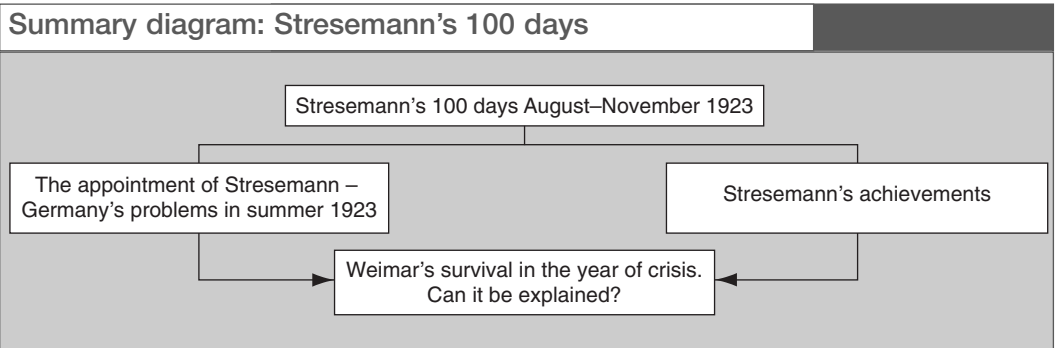 Summary diagram: Stresemann's 100 days
Stresemann's 100 days August–November 1923
The appointment of Stresemann –
Germany's problems in summer 1923
Stresemann's achievements
Weimar's survival in the year of crisis.
Can it be explained?